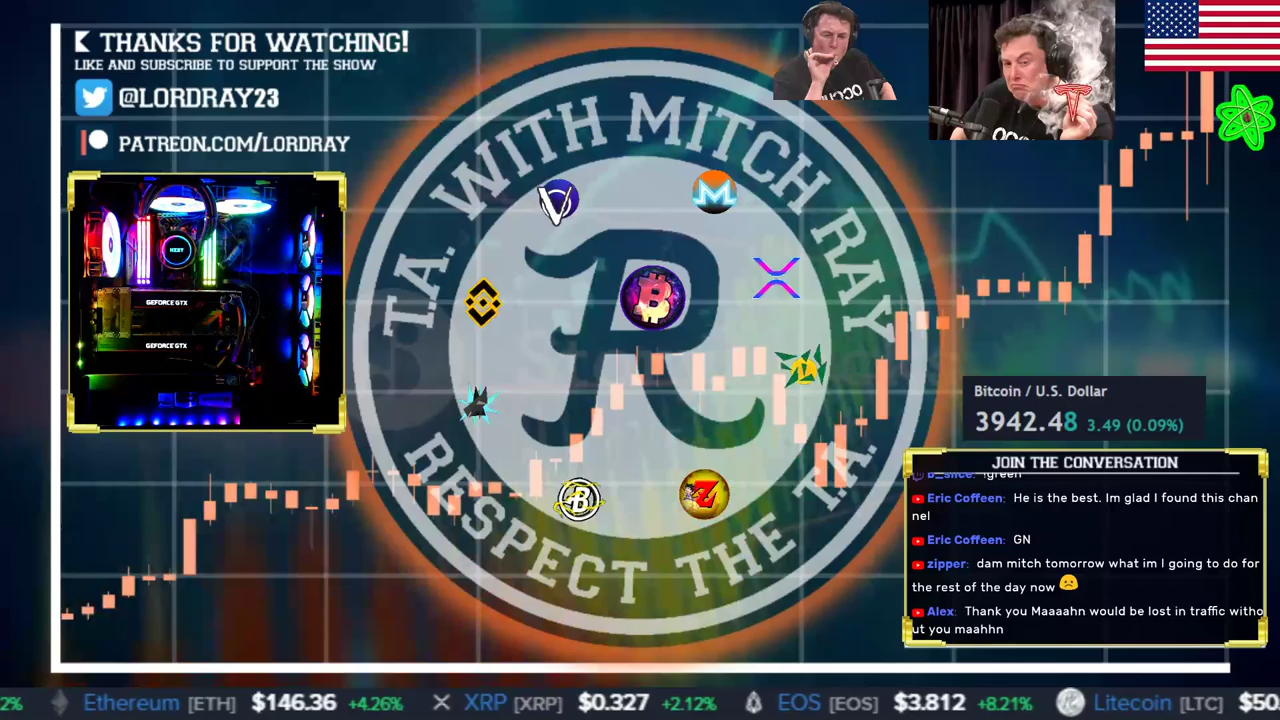 THANKS FOR WATCHING!
LIKE AND SUBSCRIBE TO SUPPORT THE SHOW
@LORDRAY23
PATREON.COM/LORDRAY
T.A. WITH MITCH RAY
RESPECT THE T.A.
GEFORCE GTX
GEFORCE GTX
Bitcoin / U.S. Dollar
3942.48 3.49 (0.09%)
JOIN THE CONVERSATION
b_slice: !green
Eric Coffeen: He is the best. Im glad I found this chan
nel
Eric Coffeen: GN
zipper: dam mitch tomorrow what im I going to do for
the rest of the day now
Alex: Thank you Maaaahn would be lost in traffic witho
ut you maahhn
2% Ethereum [ETH] $146.36 +4.26% XRP [XRP] $0.327 +2.12% EOS [EOS] $3.812 +8.21% Litecoin [LTC] $50